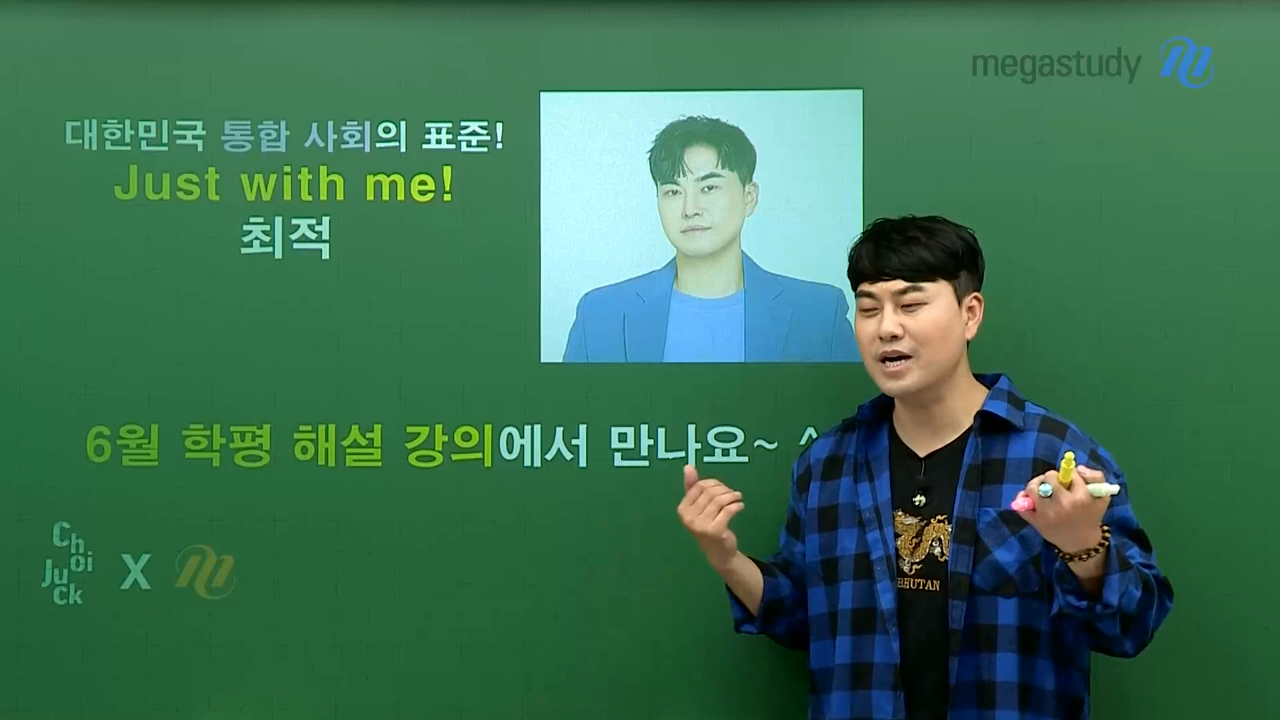 megastudy
대한민국 통합 사회의 표준!
Just with me!
최적
6월 학평 해설 강의에서 만나요~ ^
Ch
oi
Ju
ck
X
BHUTAN